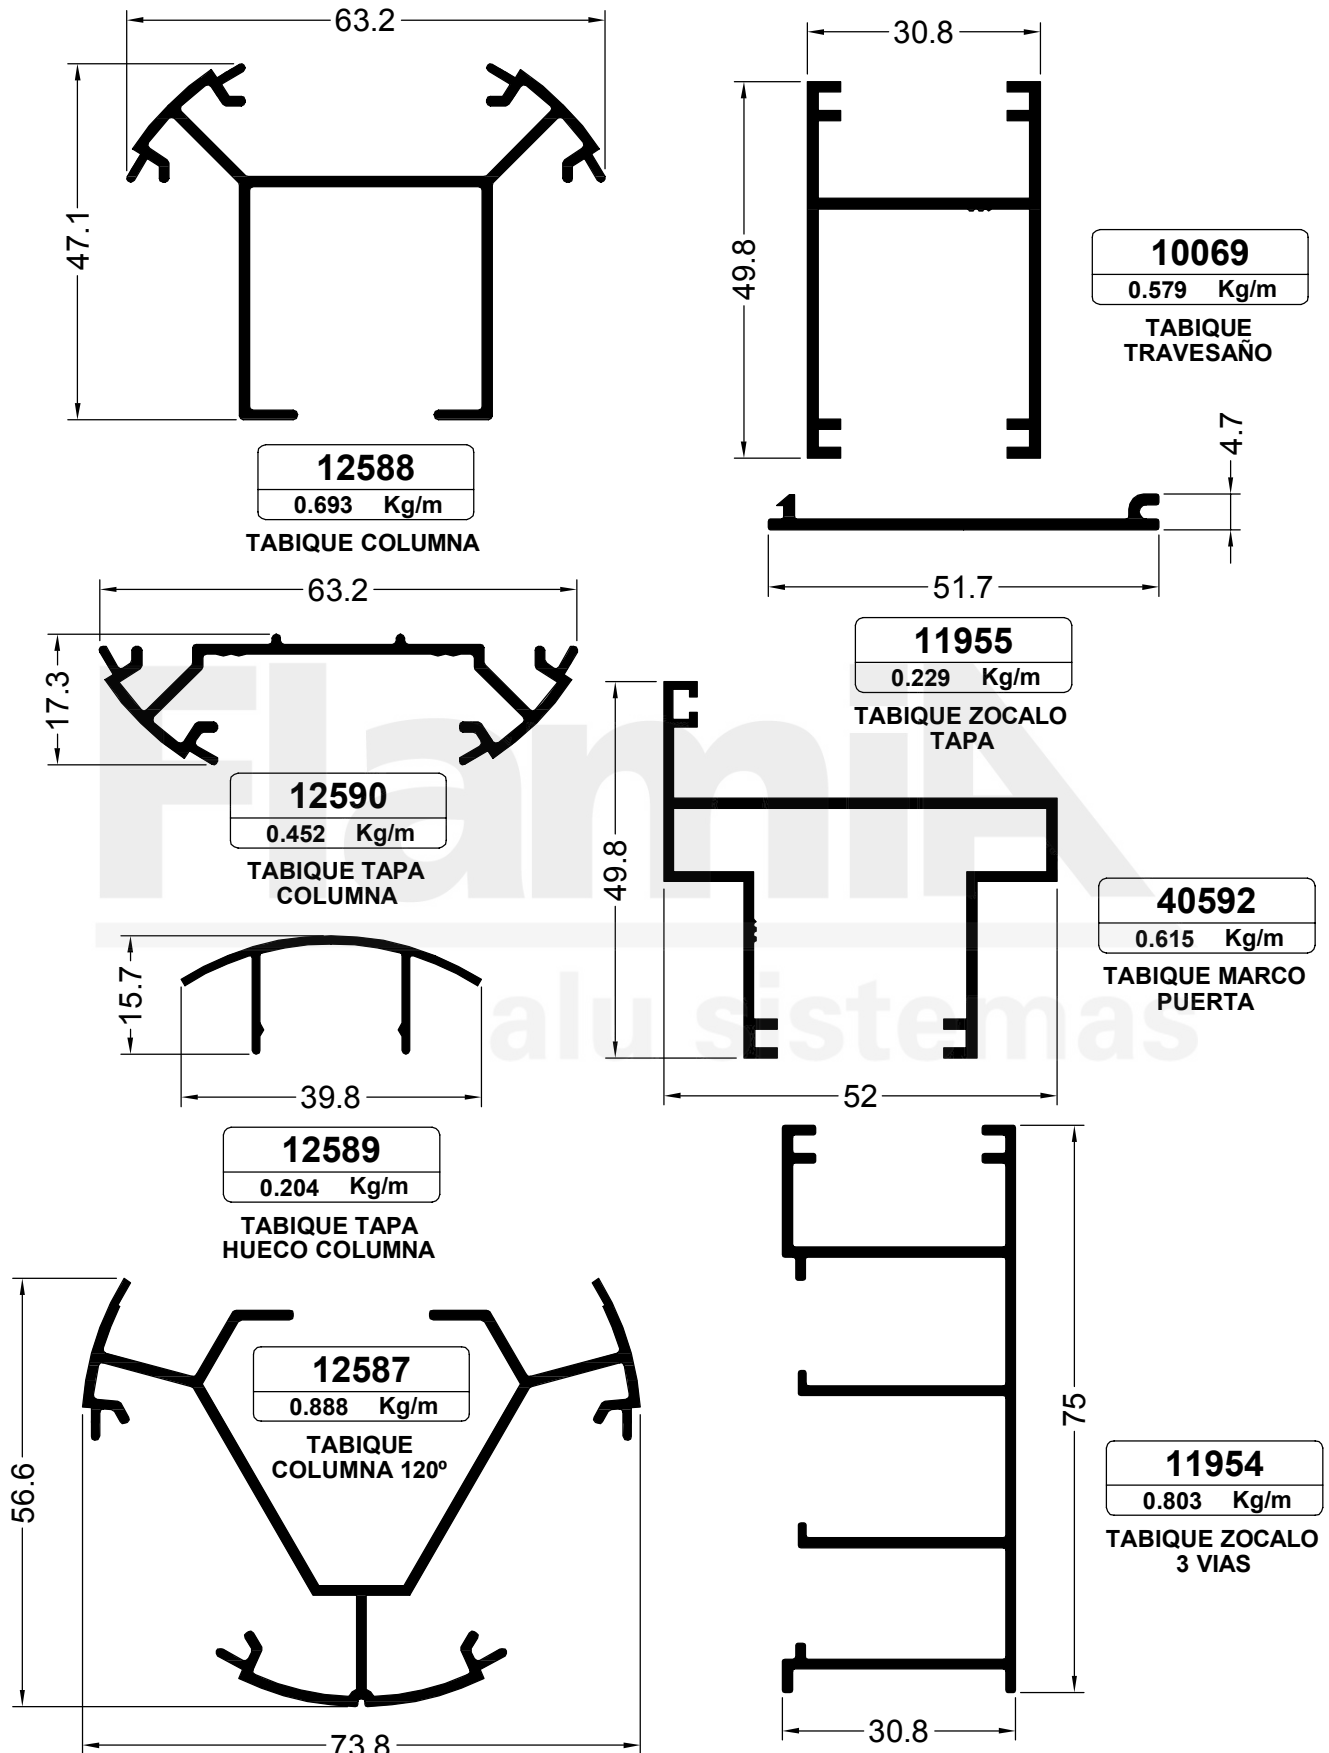 63.2
47.1
12588
0.693 Kg/m
TABIQUE COLUMNA
30.8
49.8
10069
0.579 Kg/m
TABIQUE
TRAVESAÑO
4.7
51.7
11955
0.229 Kg/m
TABIQUE ZOCALO
TAPA
63.2
17.3
12590
0.452 Kg/m
TABIQUE TAPA
COLUMNA
49.8
52
40592
0.615 Kg/m
TABIQUE MARCO
PUERTA
Flamia
alu sistemas
15.7
39.8
12589
0.204 Kg/m
TABIQUE TAPA
HUECO COLUMNA
56.6
73.8
12587
0.888 Kg/m
TABIQUE
COLUMNA 120º
75
30.8
11954
0.803 Kg/m
TABIQUE ZOCALO
3 VIAS